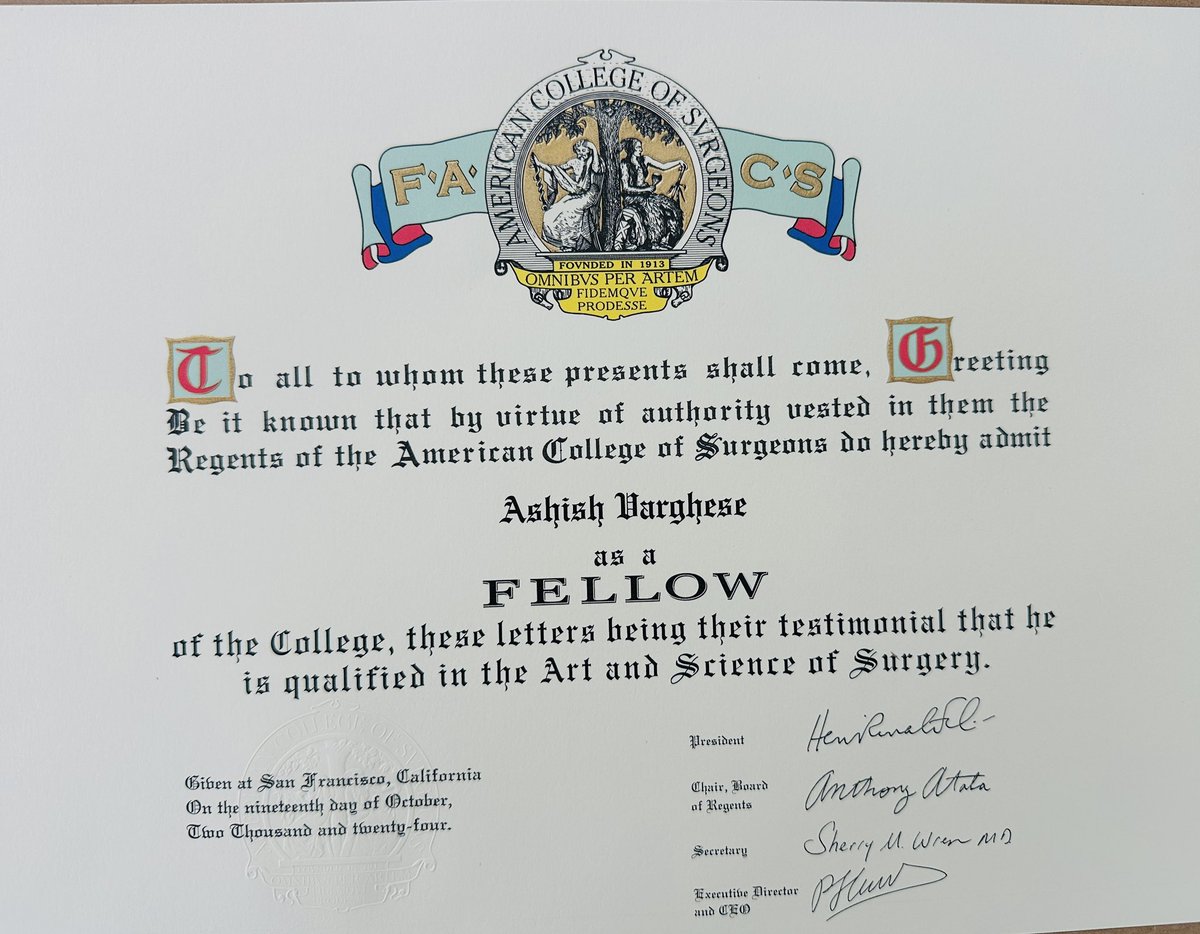 AMERICAN COLLEGE OF SVRGEONS
F·A·C·S
FOVNDED IN 1913
OMNIBVS PER ARTEM
FIDEMQVE
PRODESSE
To all to whom these presents shall come, Greeting
Be it known that by virtue of authority vested in them the
Regents of the American College of Surgeons do hereby admit
Ashish Varghese
as a
FELLOW
of the College, these letters being their testimonial that he
is qualified in the Art and Science of Surgery.
Given at San Francisco, California
On the nineteenth day of October,
Two Thousand and twenty-four.
President
Chair, Board
of Regents
Anthony Atala
Secretary
Sherry M. Wren MD
Executive Director
and CEO